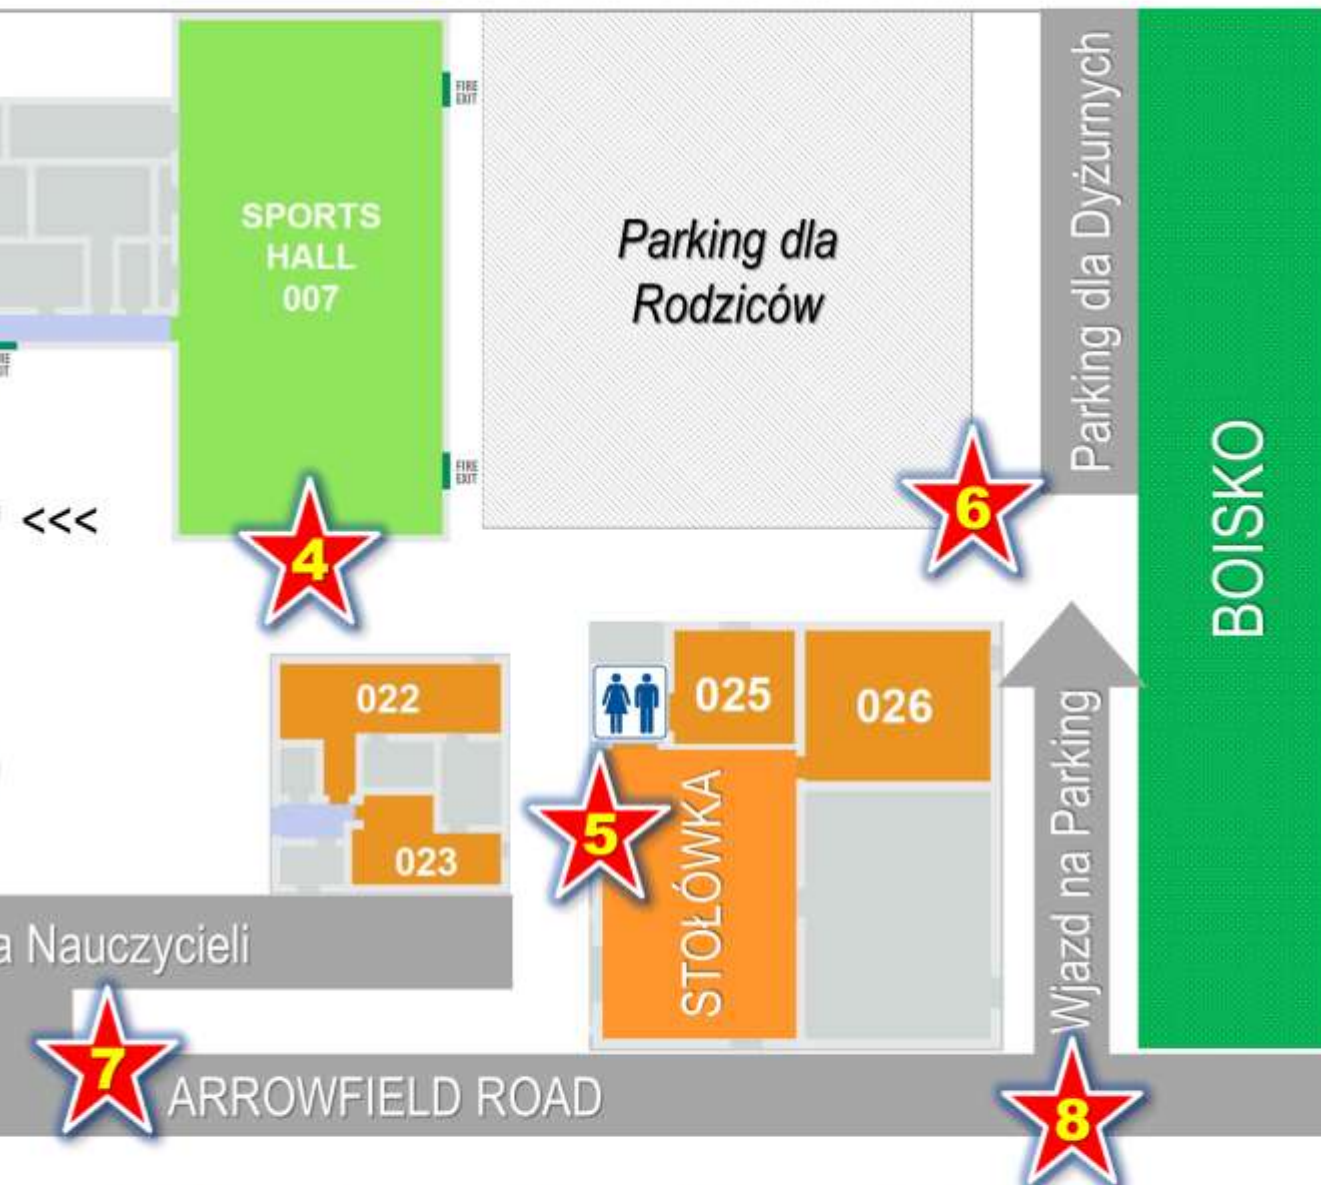 FIRE
EXIT
SPORTS
HALL
007
Parking dla
Rodziców
Parking dla Dyżurnych
BOISKO
FIRE
EXIT
<<<
4
6
022
023
025
026
5
STOŁÓWKA
Wjazd na Parking
a Nauczycieli
7
ARROWFIELD ROAD
8